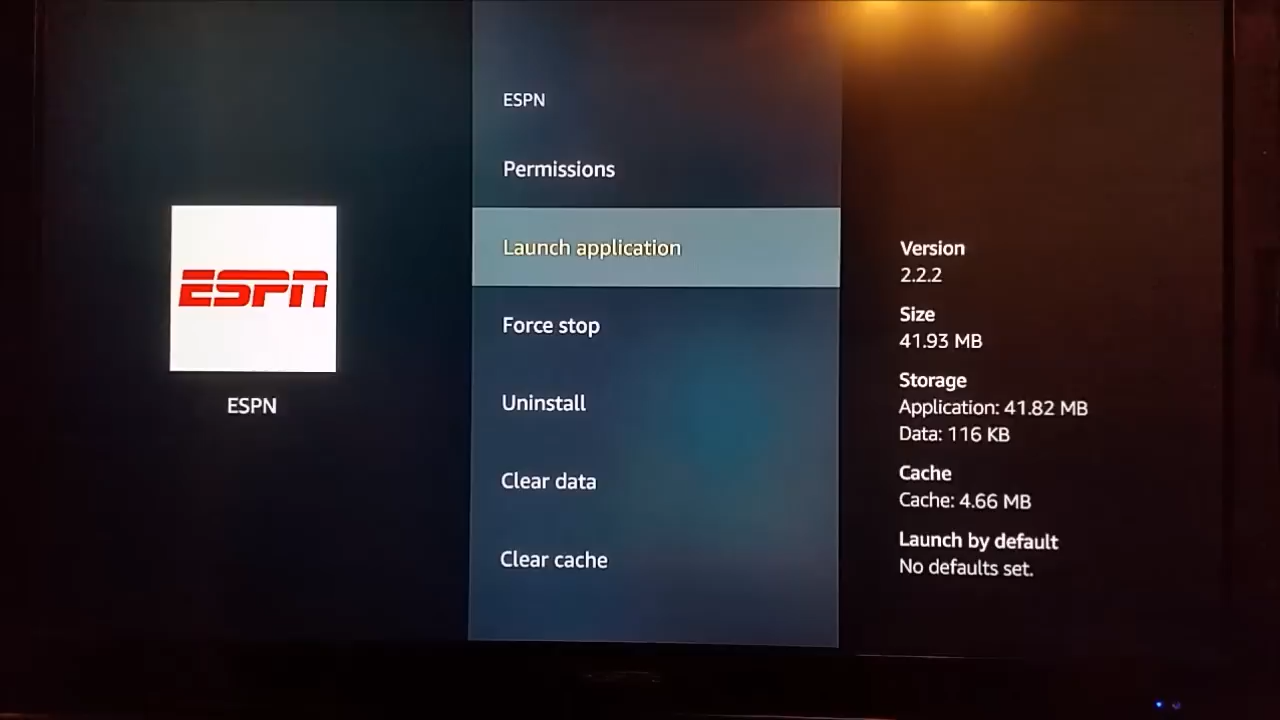 ESPN
Permissions
Launch application
Force stop
Uninstall
Clear data
Clear cache
ESPN
ESPN
Version
2.2.2
Size
41.93 MB
Storage
Application: 41.82 MB
Data: 116 KB
Cache
Cache: 4.66 MB
Launch by default
No defaults set.